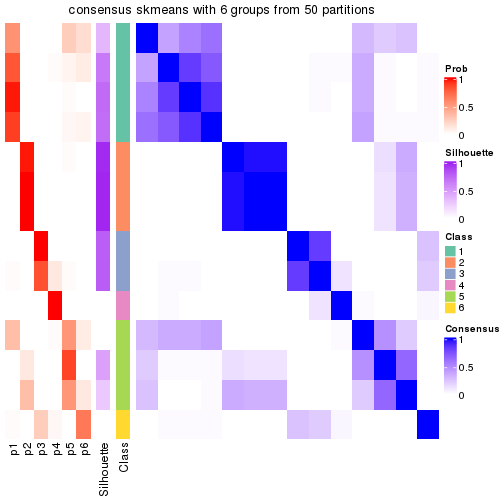 consensus skmeans with 6 groups from 50 partitions
Prob
1
0.5
0
Silhouette
1
0.5
0
Class
1
2
3
4
5
6
Consensus
1
0.5
0
p1
p2
p3
p4
p5
p6
Silhouette
Class